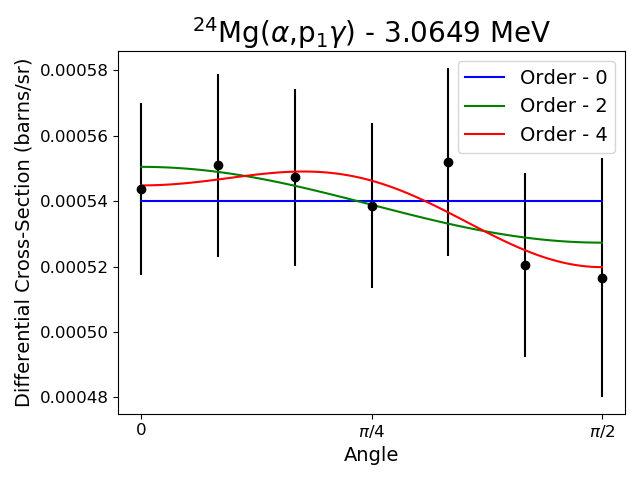 ²⁴Mg(α,p₁γ) - 3.0649 MeV
Differential Cross-Section (barns/sr)
0.00058
0.00056
0.00054
0.00052
0.00050
0.00048
Order - 0
Order - 2
Order - 4
0
π/4
π/2
Angle